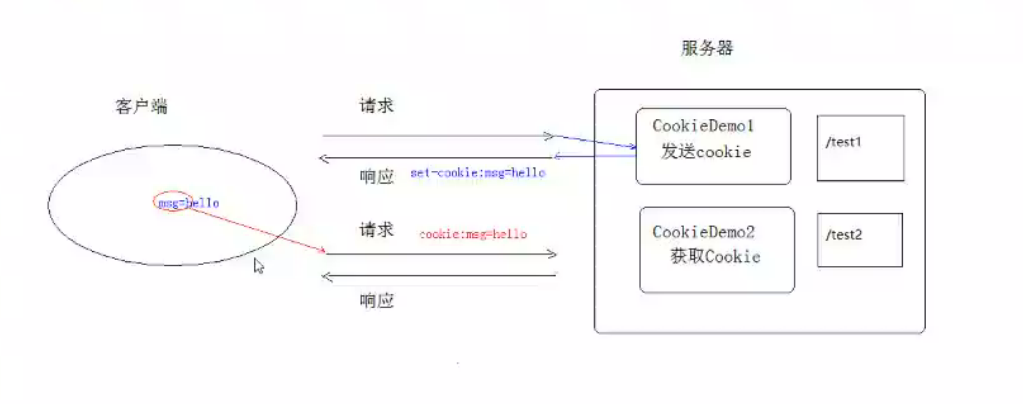 服务器
客户端
请求
CookieDemo1
发送cookie
/test1
响应
set-cookie:msg=hello
msg=hello
请求
cookie:msg=hello
CookieDemo2
获取Cookie
/test2
响应